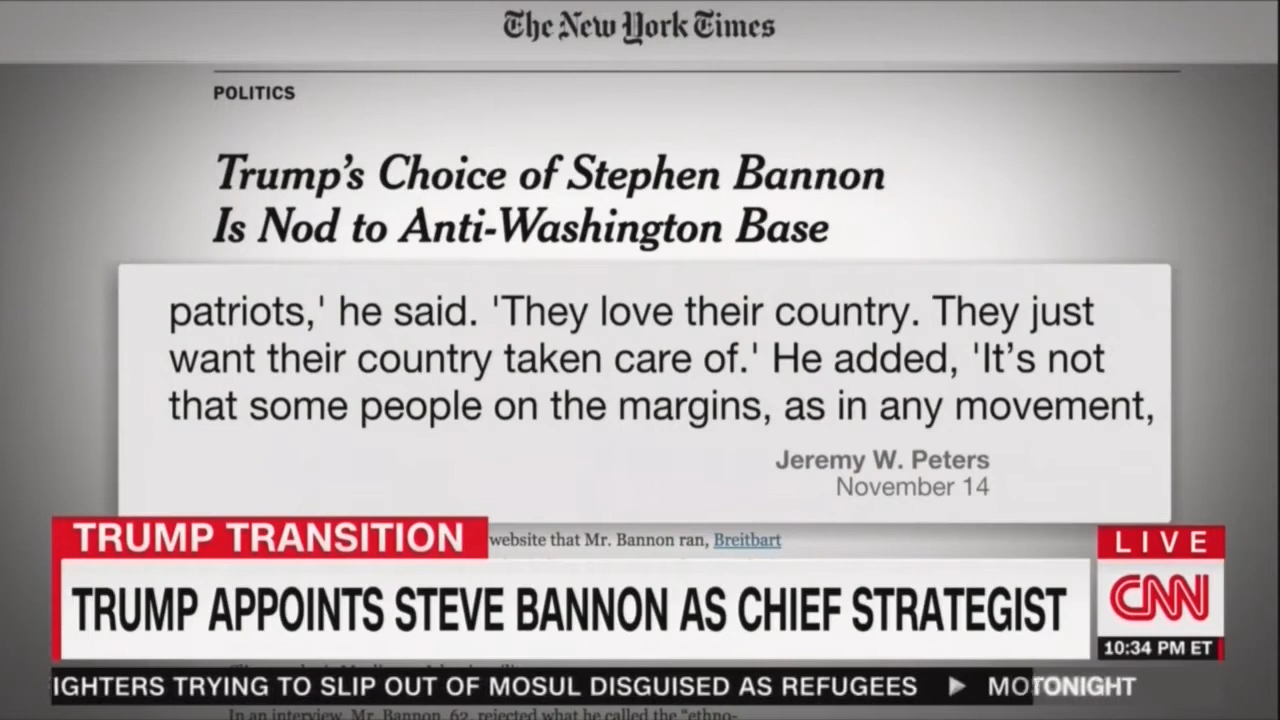 The New York Times
POLITICS
Trump's Choice of Stephen Bannon
Is Nod to Anti-Washington Base
patriots,' he said. 'They love their country. They just
want their country taken care of.' He added, 'It’s not
that some people on the margins, as in any movement,
Jeremy W. Peters
November 14
TRUMP TRANSITION
website that Mr. Bannon ran, Breitbart
LIVE
TRUMP APPOINTS STEVE BANNON AS CHIEF STRATEGIST
CNN
10:34 PM ET
IGHTERS TRYING TO SLIP OUT OF MOSUL DISGUISED AS REFUGEES ▶ MO
TONIGHT
In an interview, Mr. Bannon, 62, rejected what he called the “ethno-